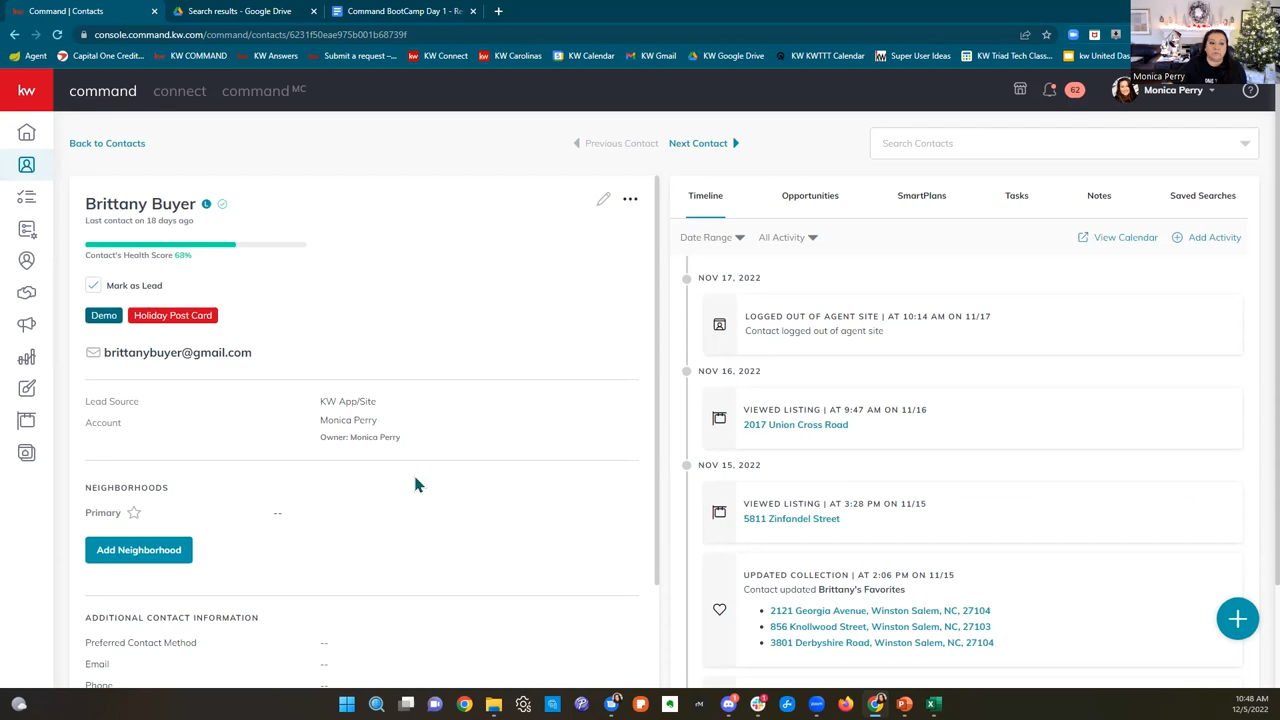 Command | Contacts
Search results - Google Drive
Command BootCamp Day 1 - Re
console.command.kw.com/command/contacts/6231f50eae975b001b68739f
Agent
Capital One Credit...
KW COMMAND
KW Answers
Submit a request –...
KW Connect
KW Carolinas
KW Calendar
KW Gmail
KW Google Drive
KW KWTTT Calendar
Super User Ideas
KW Triad Tech Class...
kw United Das
Monica Perry
kw
command
connect
command MC
62
Monica Perry
Back to Contacts
Previous Contact
Next Contact
Search Contacts
Brittany Buyer
L
Last contact on 18 days ago
Contact's Health Score 68%
Mark as Lead
Demo
Holiday Post Card
brittanybuyer@gmail.com
Lead Source
KW App/Site
Account
Monica Perry
Owner: Monica Perry
NEIGHBORHOODS
Primary
--
Add Neighborhood
ADDITIONAL CONTACT INFORMATION
Preferred Contact Method
--
Email
--
Phone
--
Timeline
Opportunities
SmartPlans
Tasks
Notes
Saved Searches
Date Range
All Activity
View Calendar
Add Activity
NOV 17, 2022
LOGGED OUT OF AGENT SITE | AT 10:14 AM ON 11/17
Contact logged out of agent site
NOV 16, 2022
VIEWED LISTING | AT 9:47 AM ON 11/16
2017 Union Cross Road
NOV 15, 2022
VIEWED LISTING | AT 3:28 PM ON 11/15
5811 Zinfandel Street
UPDATED COLLECTION | AT 2:06 PM ON 11/15
Contact updated Brittany's Favorites
2121 Georgia Avenue, Winston Salem, NC, 27104
856 Knollwood Street, Winston Salem, NC, 27103
3801 Derbyshire Road, Winston Salem, NC, 27104
10:48 AM
12/5/2022